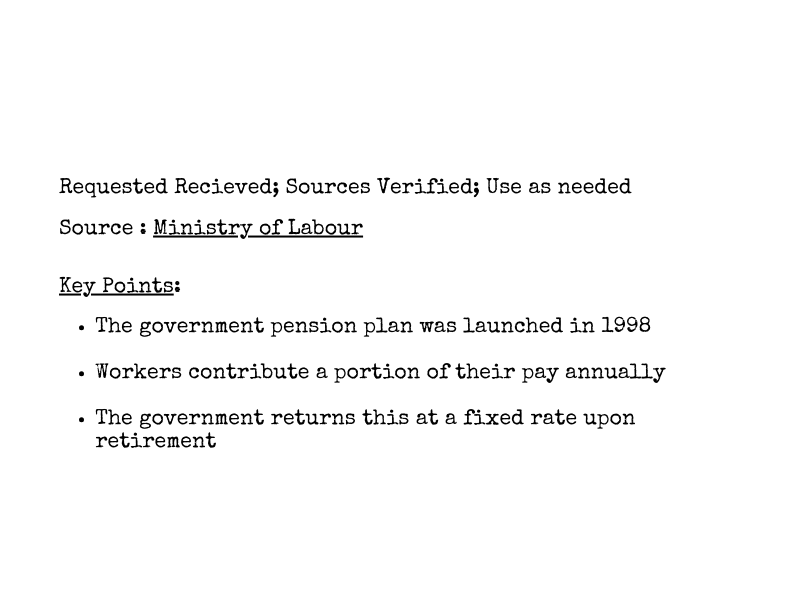 Requested Recieved; Sources Verified; Use as needed
Source : Ministry of Labour
Key Points:
• The government pension plan was launched in 1998
• Workers contribute a portion of their pay annually
• The government returns this at a fixed rate upon
retirement